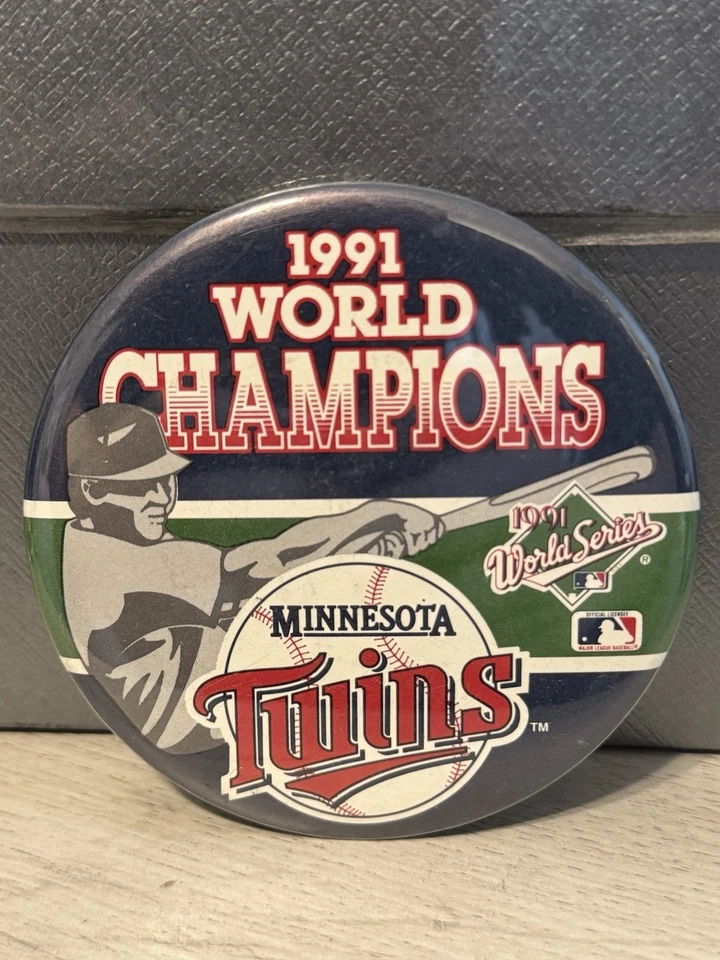 1991
WORLD
CHAMPIONS
1991
World Series
®
OFFICIAL LICENSEE
MAJOR LEAGUE BASEBALL®
MINNESOTA
Twins
TM